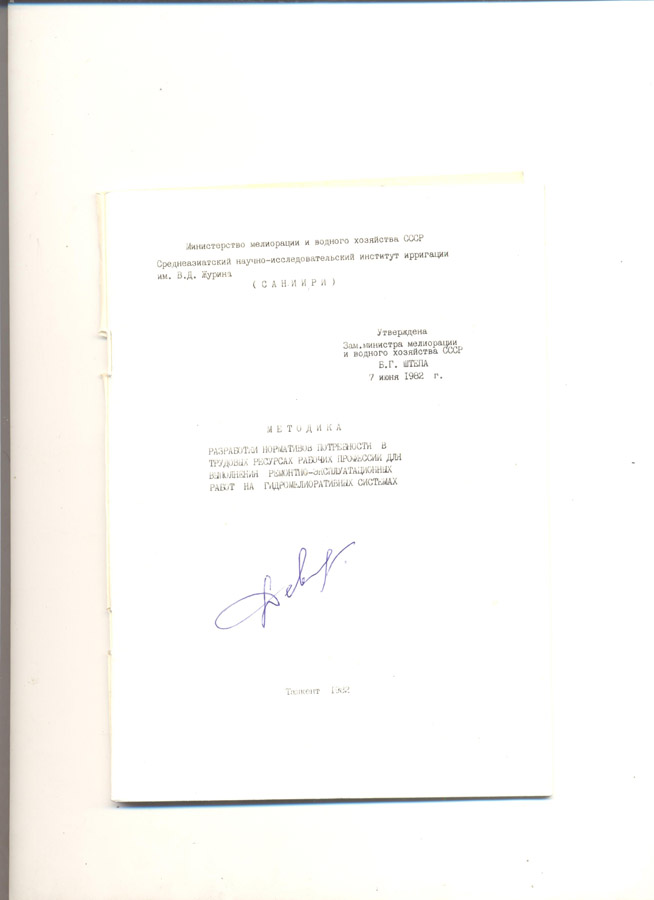 Министорство мелиорации и водного хозяйства СССР
Среднеазиатский научно-исследовательский институт ирригации
им. В.Д. Журина
( С А Н И И Р И )
Утверждена
Зам.министра мелиорации
и водного хозяйства СССР
Б.Г. ШТЕПА
7 июня 1982 г.
М Е Т О Д И К А
РАЗРАБОТКИ НОРМАТИВОВ ПОТРЕБНОСТИ В
ТРУДОВЫХ РЕСУРСАХ РАБОЧИХ ПРОФЕССИЙ ДЛЯ
ВЫПОЛНЕНИЯ РЕМОНТНО-ЭКСПЛУАТАЦИОННЫХ
РАБОТ НА ГИДРОМЕЛИОРАТИВНЫХ СИСТЕМАХ
Ташкент 1982